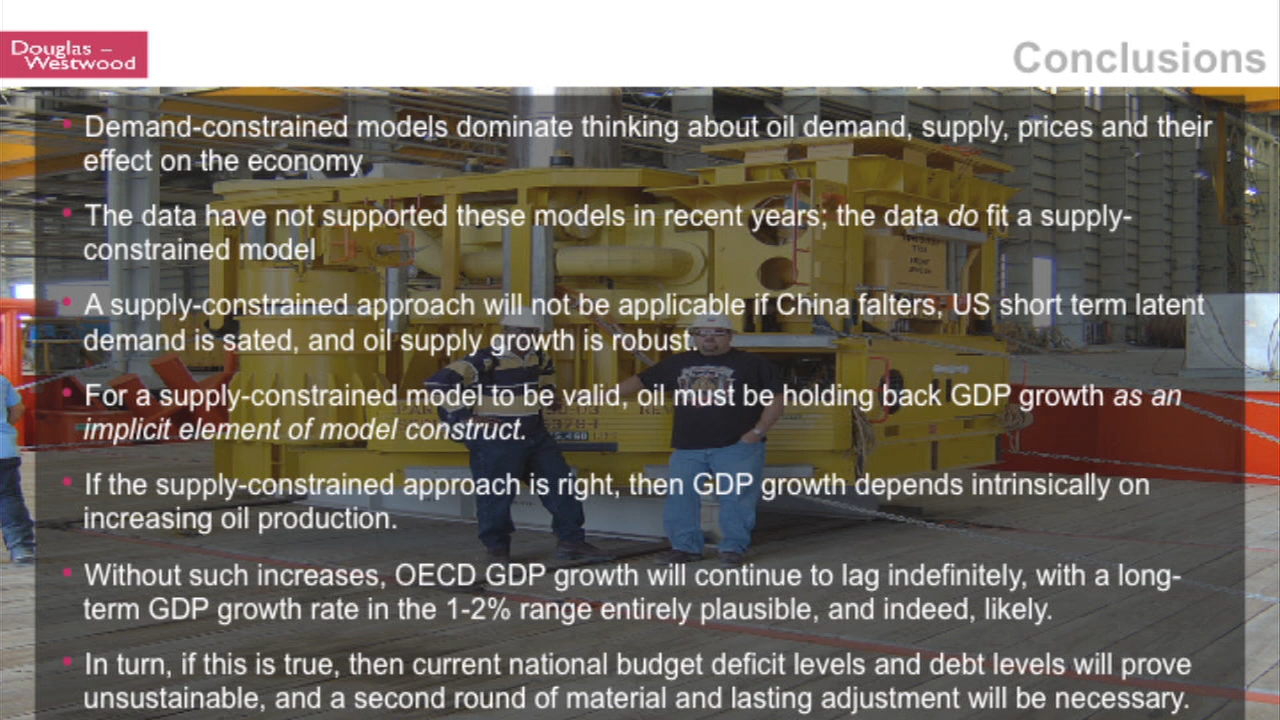 Douglas –
Westwood
Conclusions
Demand-constrained models dominate thinking about oil demand, supply, prices and their
effect on the economy
The data have not supported these models in recent years; the data do fit a supply-
constrained model
A supply-constrained approach will not be applicable if China falters, US short term latent
demand is sated, and oil supply growth is robust.
For a supply-constrained model to be valid, oil must be holding back GDP growth as an
implicit element of model construct.
If the supply-constrained approach is right, then GDP growth depends intrinsically on
increasing oil production.
Without such increases, OECD GDP growth will continue to lag indefinitely, with a long-
term GDP growth rate in the 1-2% range entirely plausible, and indeed, likely.
In turn, if this is true, then current national budget deficit levels and debt levels will prove
unsustainable, and a second round of material and lasting adjustment will be necessary.